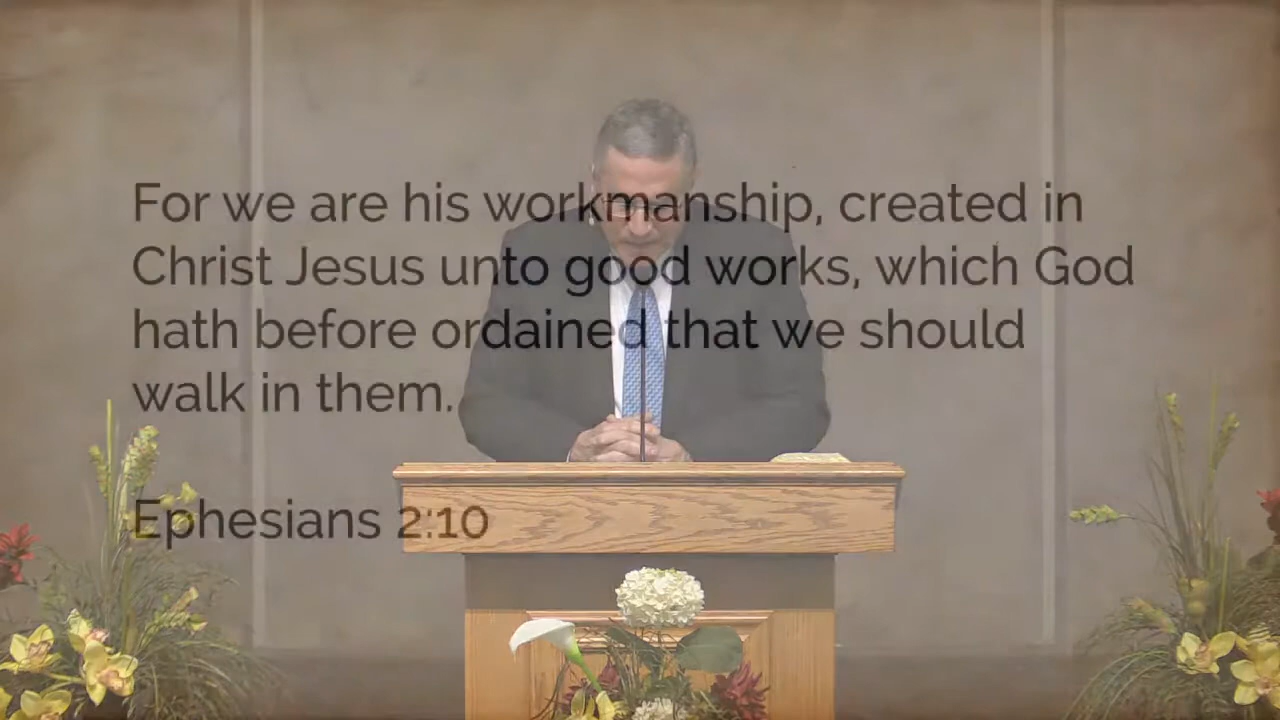 For we are his workmanship, created in
Christ Jesus unto good works, which God
hath before ordained that we should
walk in them.
Ephesians 2:10